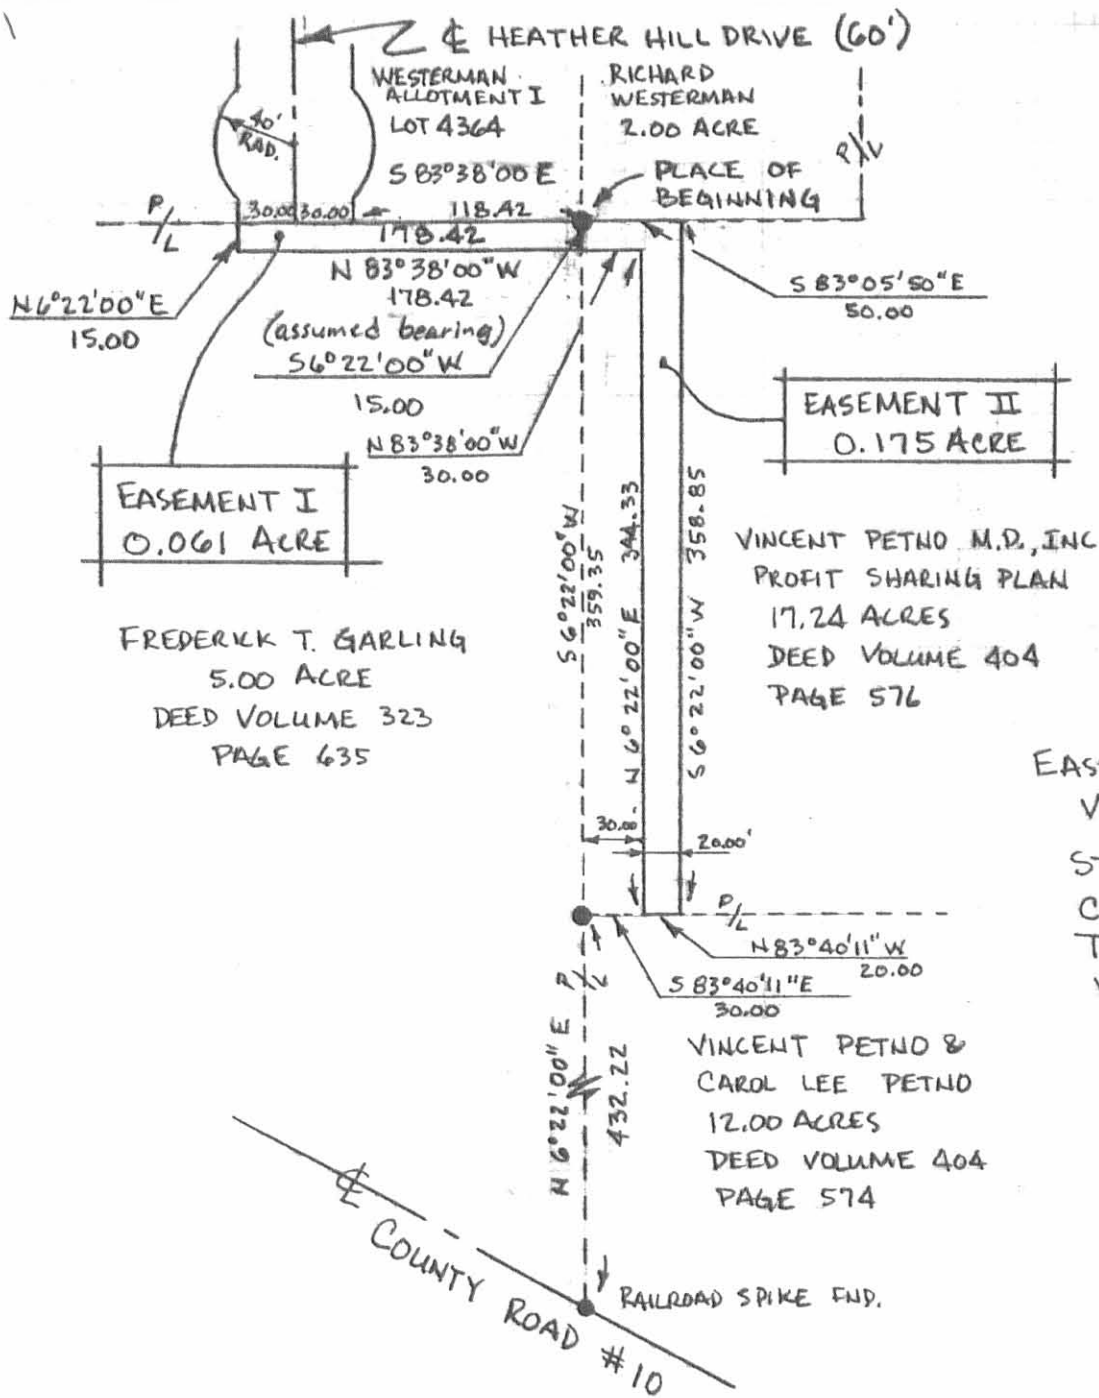 ℄ HEATHER HILL DRIVE (60')
WESTERMAN
ALLOTMENT I
LOT 4364
RICHARD
WESTERMAN
2.00 ACRE
40'
RAD.
P/L
S 83°38'00 E
PLACE OF
BEGINNING
P/L
30.00 30.00
118.42
178.42
N 83°38'00"W
178.42
N 6°22'00"E
15.00
S 83°05'50"E
50.00
(assumed bearing)
S 6°22'00"W
15.00
N 83°38'00"W
30.00
EASEMENT II
0.175 ACRE
EASEMENT I
0.061 ACRE
S 6°22'00"W
359.35
N 6°22'00"E 344.33
S 6°22'00"W 358.85
VINCENT PETNO M.D., INC
PROFIT SHARING PLAN
17.24 ACRES
DEED VOLUME 404
PAGE 576
FREDERICK T. GARLING
5.00 ACRE
DEED VOLUME 323
PAGE 635
EAS
V
S
C
T
30.00
20.00'
P/L
N 83°40'11"W
20.00
S 83°40'11"E
30.00
P/L
N 6°22'00"E
432.22
VINCENT PETNO &
CAROL LEE PETNO
12.00 ACRES
DEED VOLUME 404
PAGE 574
℄
COUNTY ROAD #10
RAILROAD SPIKE FND.